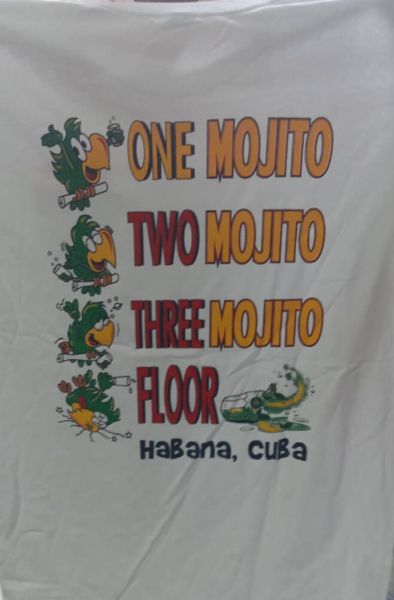 ONE MOJITO
TWO MOJITO
THREE MOJITO
FLOOR
HaBana, CUBa